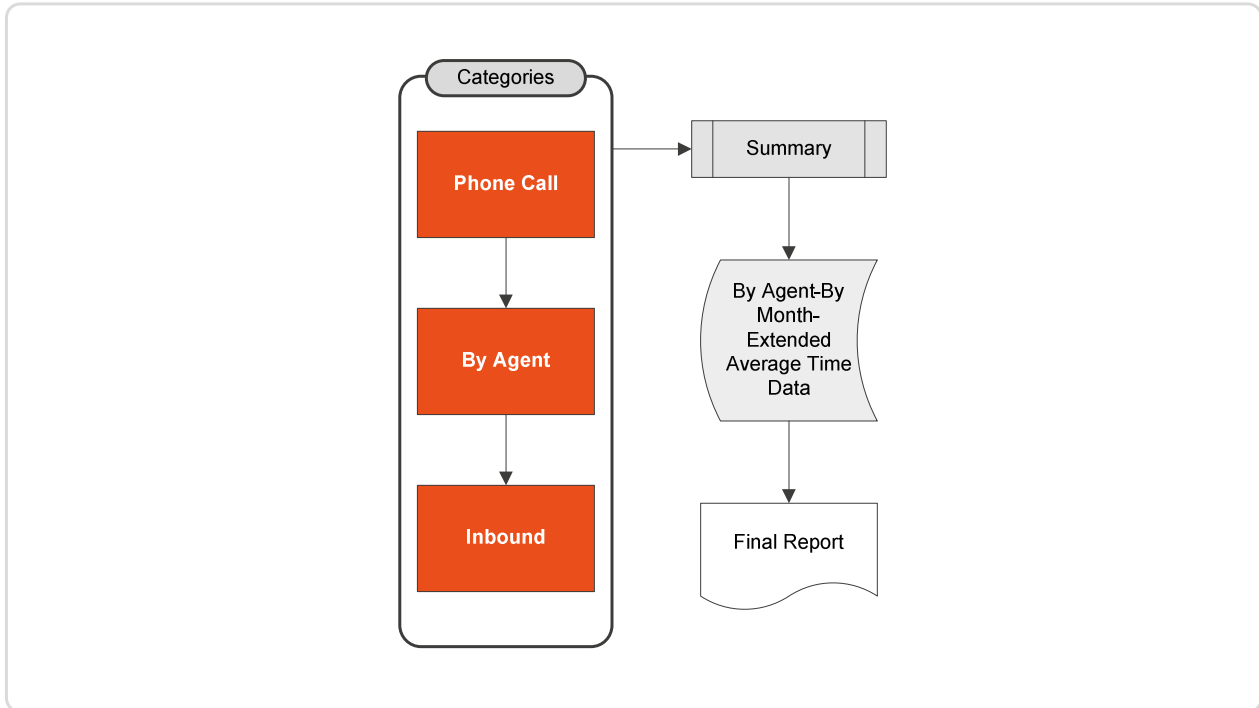 Categories
Phone Call
By Agent
Inbound
Summary
By Agent-By
Month-
Extended
Average Time
Data
Final Report